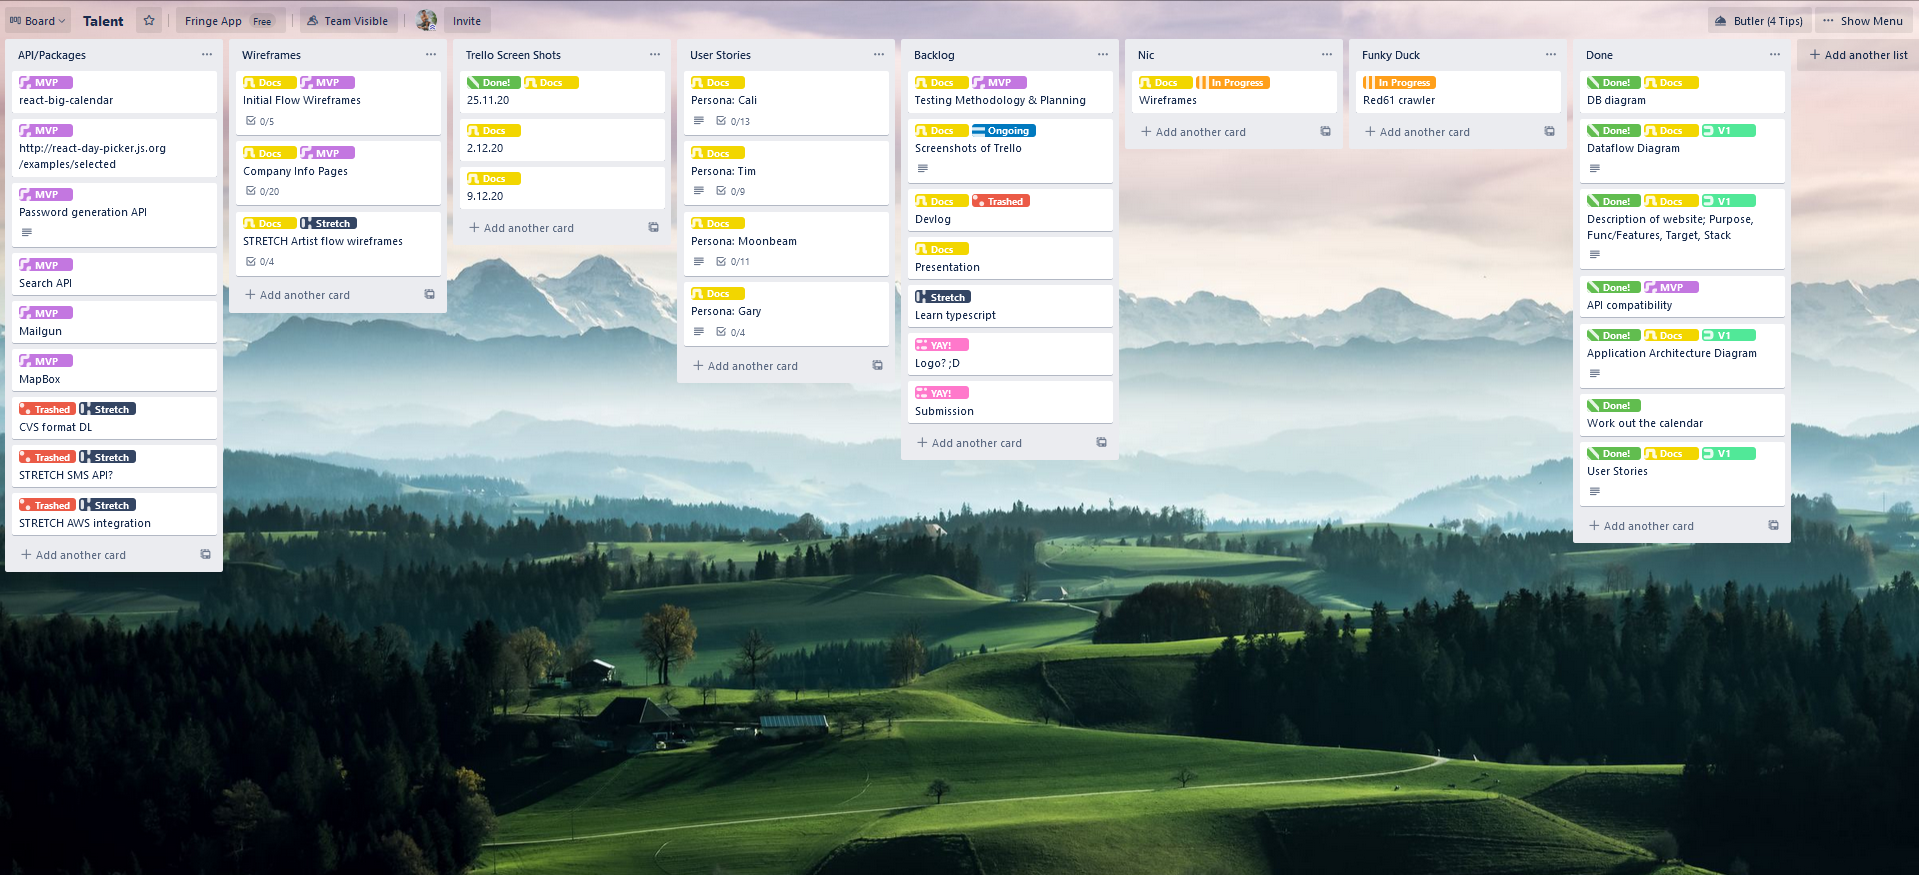 Board
Talent
Fringe App Free
Team Visible
Invite
Butler (4 Tips)
Show Menu
API/Packages
MVP
react-big-calendar
MVP
http://react-day-picker.js.org
/examples/selected
MVP
Password generation API
MVP
Search API
MVP
Mailgun
MVP
MapBox
Trashed Stretch
CVS format DL
Trashed Stretch
STRETCH SMS API?
Trashed Stretch
STRETCH AWS integration
+ Add another card
Wireframes
Docs MVP
Initial Flow Wireframes
0/5
Docs MVP
Company Info Pages
0/20
Docs Stretch
STRETCH Artist flow wireframes
0/4
+ Add another card
Trello Screen Shots
Done! Docs
25.11.20
Docs
2.12.20
Docs
9.12.20
+ Add another card
User Stories
Docs
Persona: Cali
0/13
Docs
Persona: Tim
0/9
Docs
Persona: Moonbeam
0/11
Docs
Persona: Gary
0/4
+ Add another card
Backlog
Docs MVP
Testing Methodology & Planning
Docs Ongoing
Screenshots of Trello
Docs Trashed
Devlog
Docs
Presentation
Stretch
Learn typescript
YAY!
Logo? ;D
YAY!
Submission
+ Add another card
Nic
Docs In Progress
Wireframes
+ Add another card
Funky Duck
In Progress
Red61 crawler
+ Add another card
Done
Done! Docs
DB diagram
Done! Docs V1
Dataflow Diagram
Done! Docs V1
Description of website; Purpose,
Func/Features, Target, Stack
Done! MVP
API compatibility
Done! Docs V1
Application Architecture Diagram
Done!
Work out the calendar
Done! Docs V1
User Stories
+ Add another card
+ Add another list